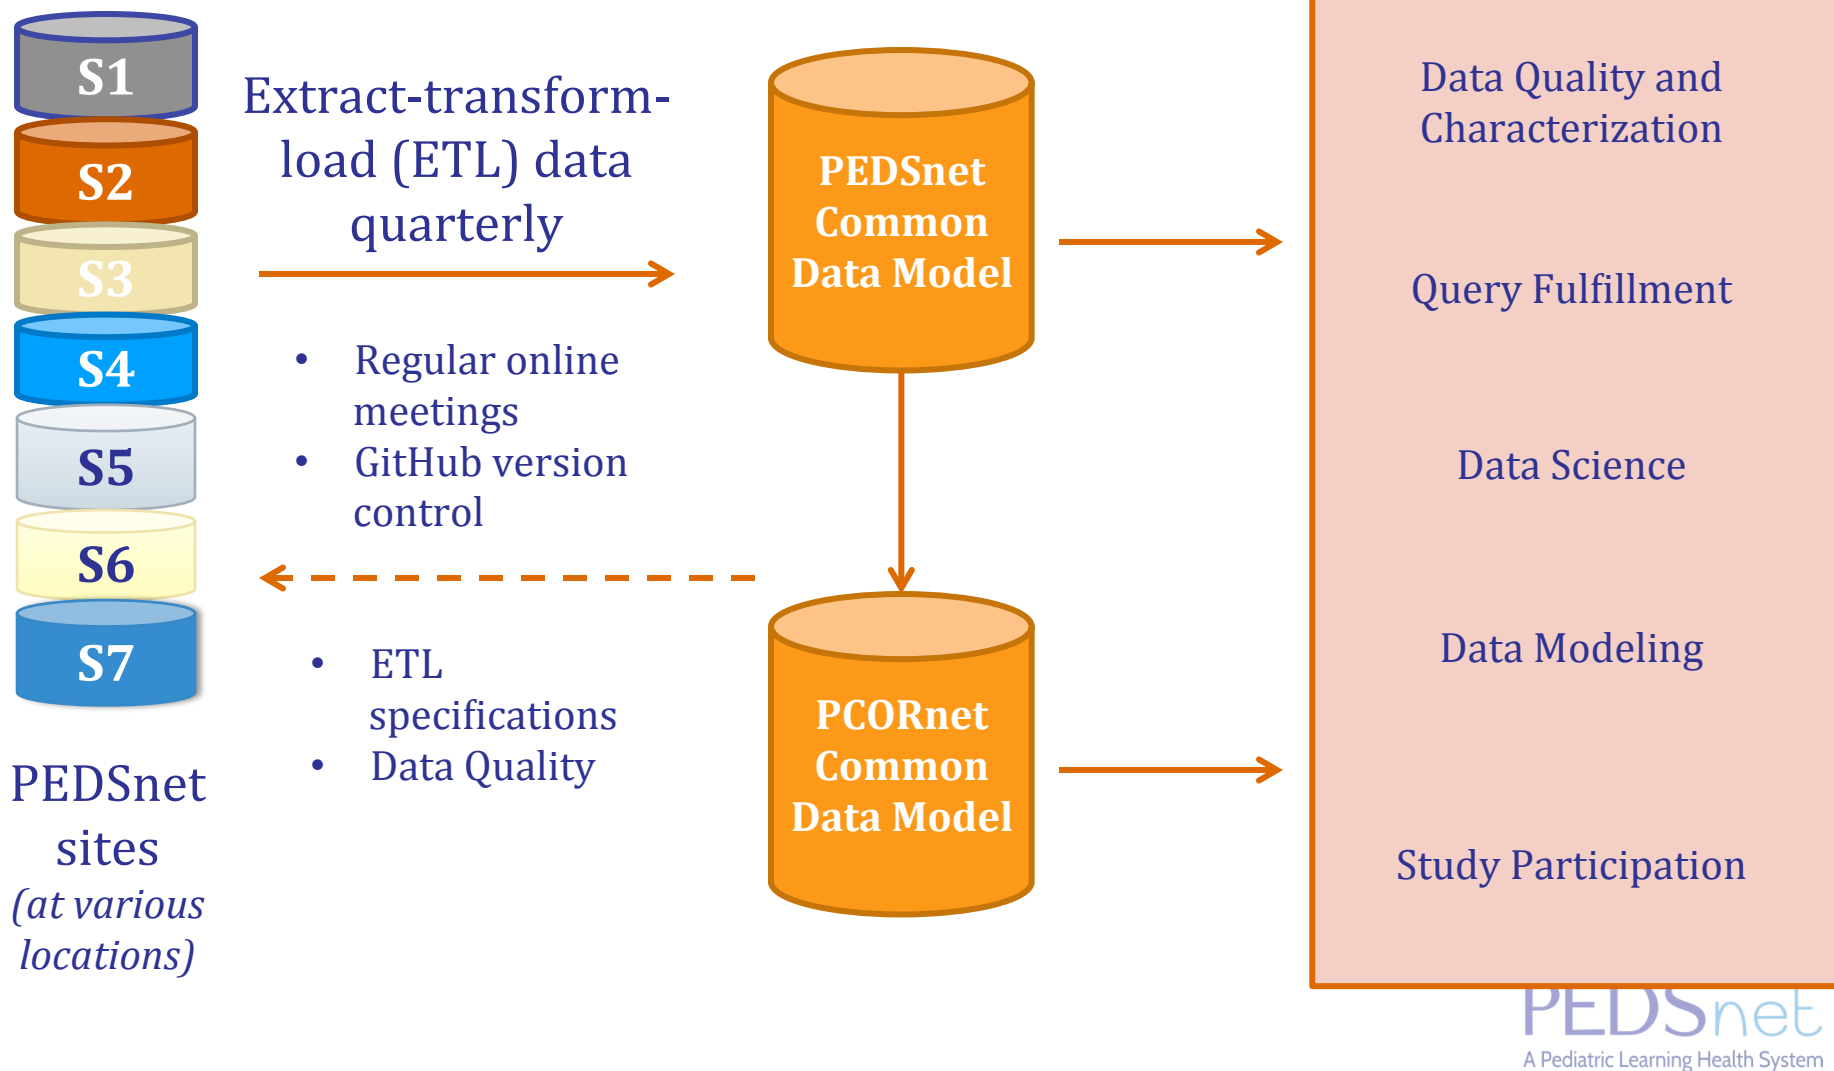 S1
S2
S3
S4
S5
S6
S7
PEDSnet
sites
(at various
locations)
Extract-transform-
load (ETL) data
quarterly
• Regular online
meetings
• GitHub version
control
• ETL
specifications
• Data Quality
PEDSnet
Common
Data Model
PCORnet
Common
Data Model
Data Quality and
Characterization
Query Fulfillment
Data Science
Data Modeling
Study Participation
PEDSnet
A Pediatric Learning Health System